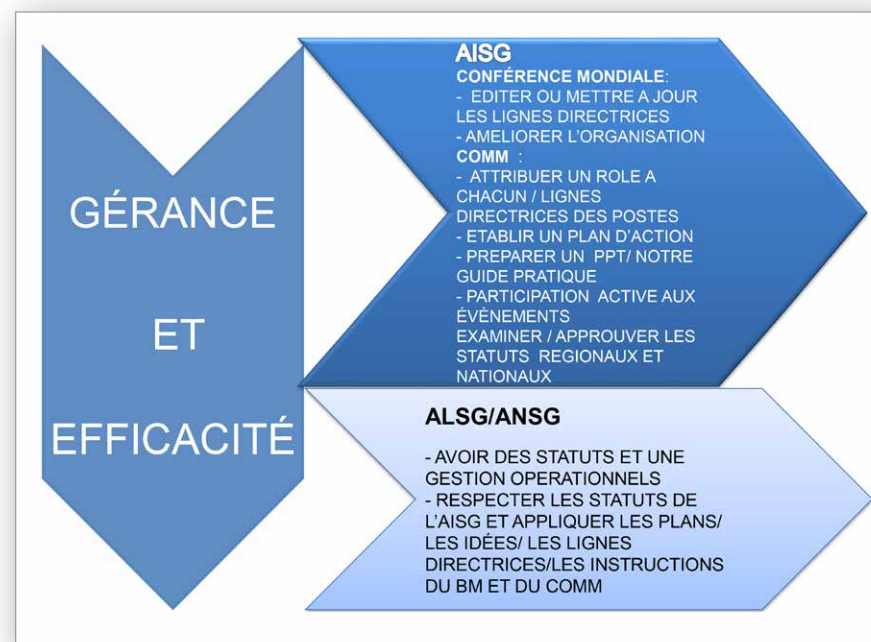 GÉRANCE
ET
EFFICACITÉ
AISG
CONFÉRENCE MONDIALE:
- EDITER OU METTRE A JOUR
LES LIGNES DIRECTRICES
- AMELIORER L'ORGANISATION
COMM :
- ATTRIBUER UN ROLE A
CHACUN / LIGNES
DIRECTRICES DES POSTES
- ETABLIR UN PLAN D'ACTION
- PREPARER UN PPT/ NOTRE
GUIDE PRATIQUE
- PARTICIPATION ACTIVE AUX
ÉVÈNEMENTS
EXAMINER / APPROUVER LES
STATUTS REGIONAUX ET
NATIONAUX
ALSG/ANSG
- AVOIR DES STATUTS ET UNE
GESTION OPERATIONNELS
- RESPECTER LES STATUTS DE
L'AISG ET APPLIQUER LES PLANS/
LES IDÉES/ LES LIGNES
DIRECTRICES/LES INSTRUCTIONS
DU BM ET DU COMM